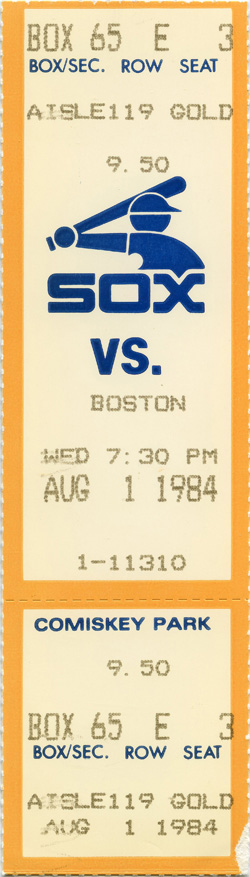 BOX 65 E 3
BOX/SEC. ROW SEAT
AISLE119 GOLD
9.50
SOX
VS.
BOSTON
WED 7:30 PM
AUG 1 1984
1-11310
COMISKEY PARK
9.50
BOX 65 E 3
BOX/SEC. ROW SEAT
AISLE119 GOLD
AUG 1 1984